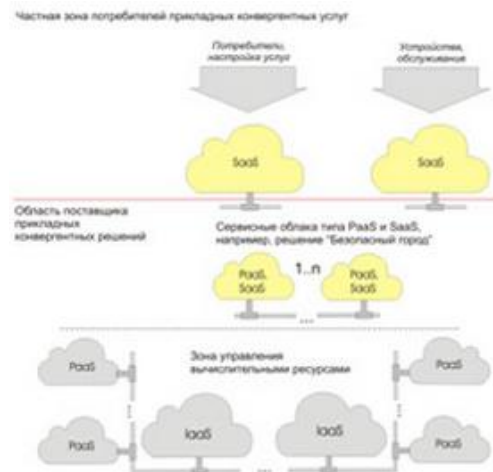 Частная зона потребителей прикладных конвергентных услуг
Потребители,
настройка услуг
Устройства,
обслуживания
SaaS
SaaS
Область поставщика
прикладных
конвергентных решений
Сервисные облака типа PaaS и SaaS,
например, решение "Безопасный город"
PaaS,
SaaS
1..n
PaaS,
SaaS
...
Зона управления
вычислительными ресурсами
PaaS
PaaS
...
...
PaaS
IaaS
IaaS
PaaS
...